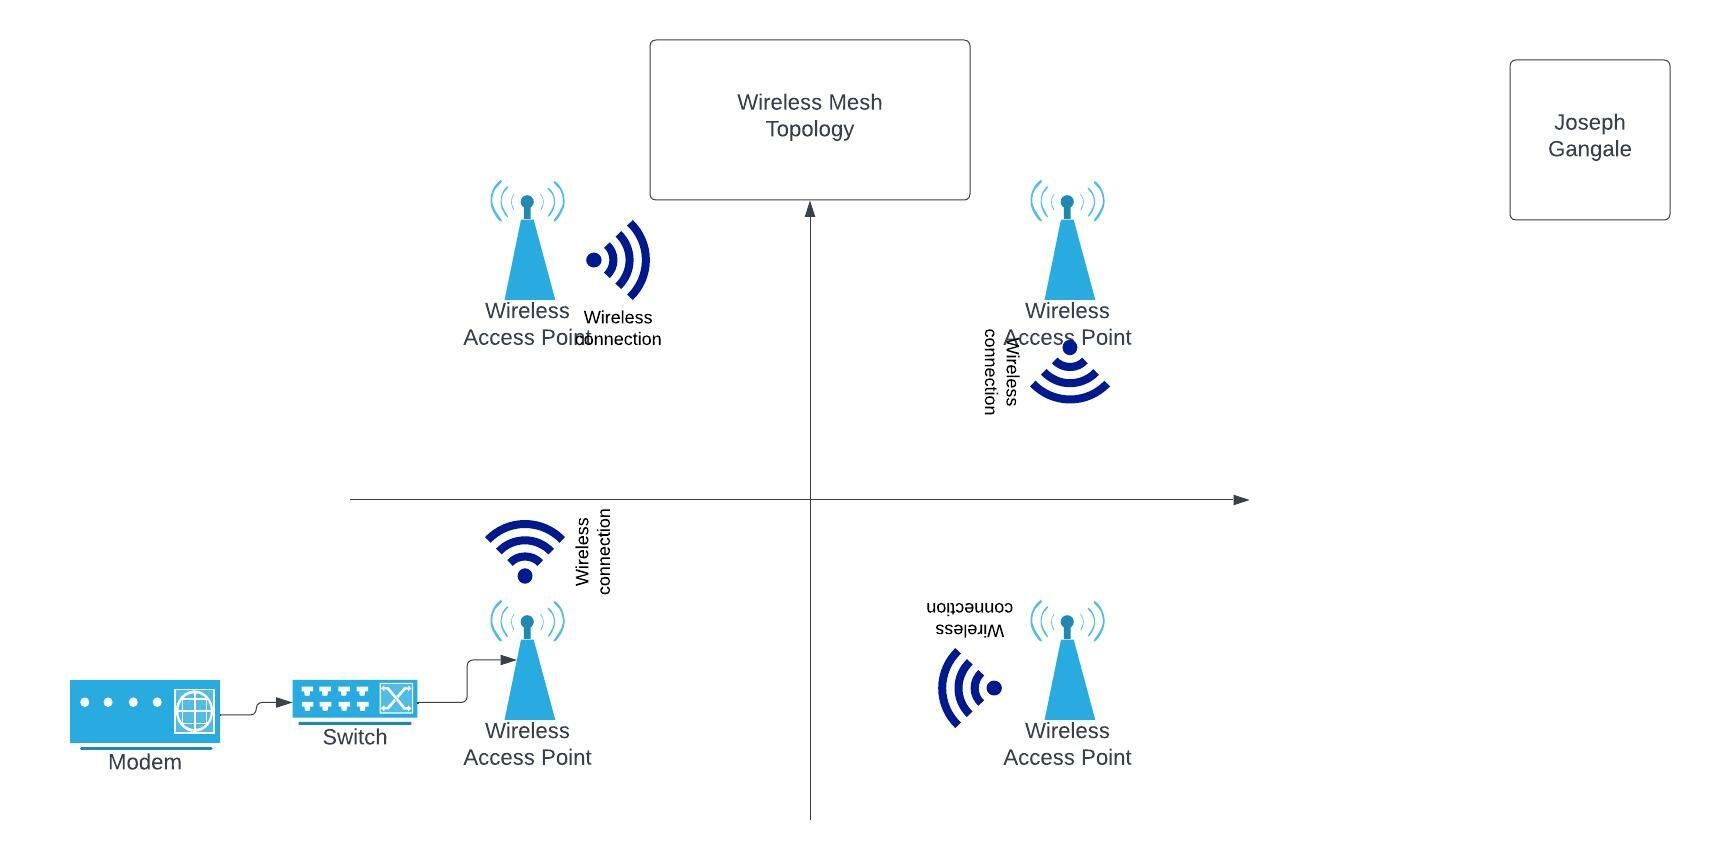 Wireless Mesh
Topology
Joseph
Gangale
Wireless
Access Point
Wireless
connection
Wireless
Access Point
Wireless
connection
Wireless
connection
Wireless
connection
Modem
Switch
Wireless
Access Point
Wireless
Access Point